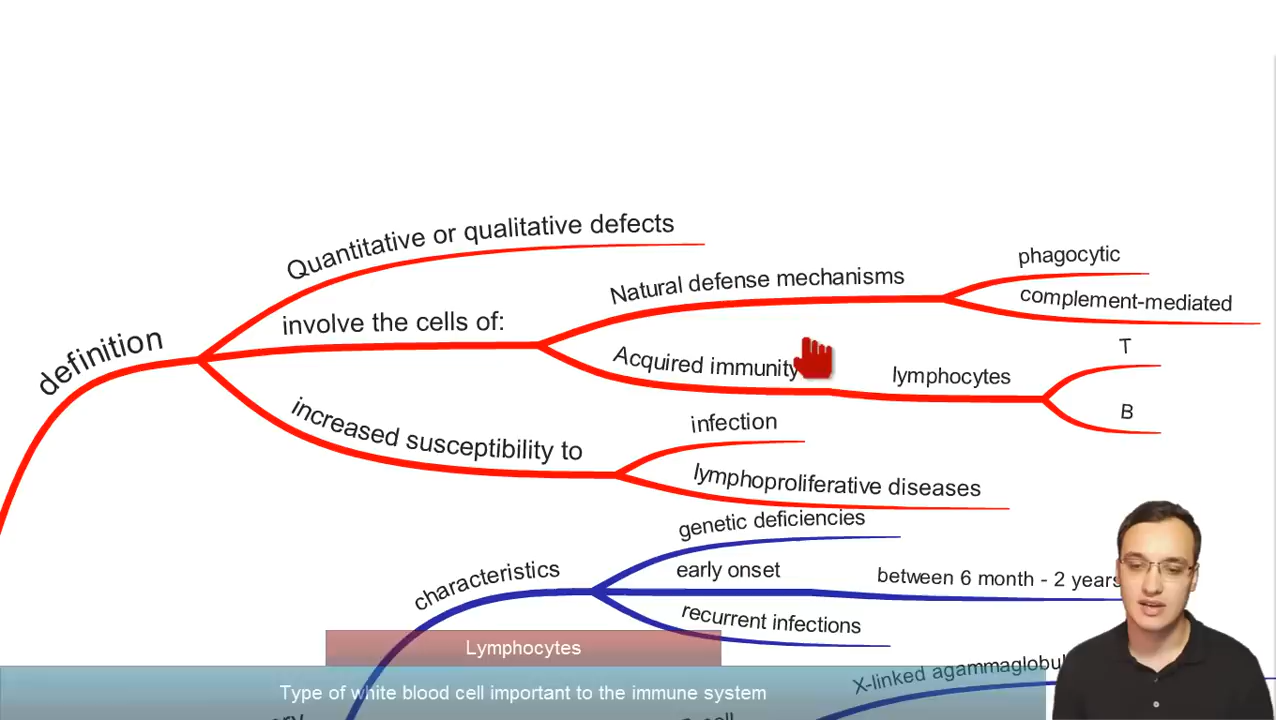 definition
Quantitative or qualitative defects
involve the cells of:
Natural defense mechanisms
phagocytic
complement-mediated
Acquired immunity
lymphocytes
T
B
increased susceptibility to
infection
lymphoproliferative diseases
characteristics
genetic deficiencies
early onset
between 6 month - 2 years
recurrent infections
X-linked
Lymphocytes
Type of white blood cell important to the immune system